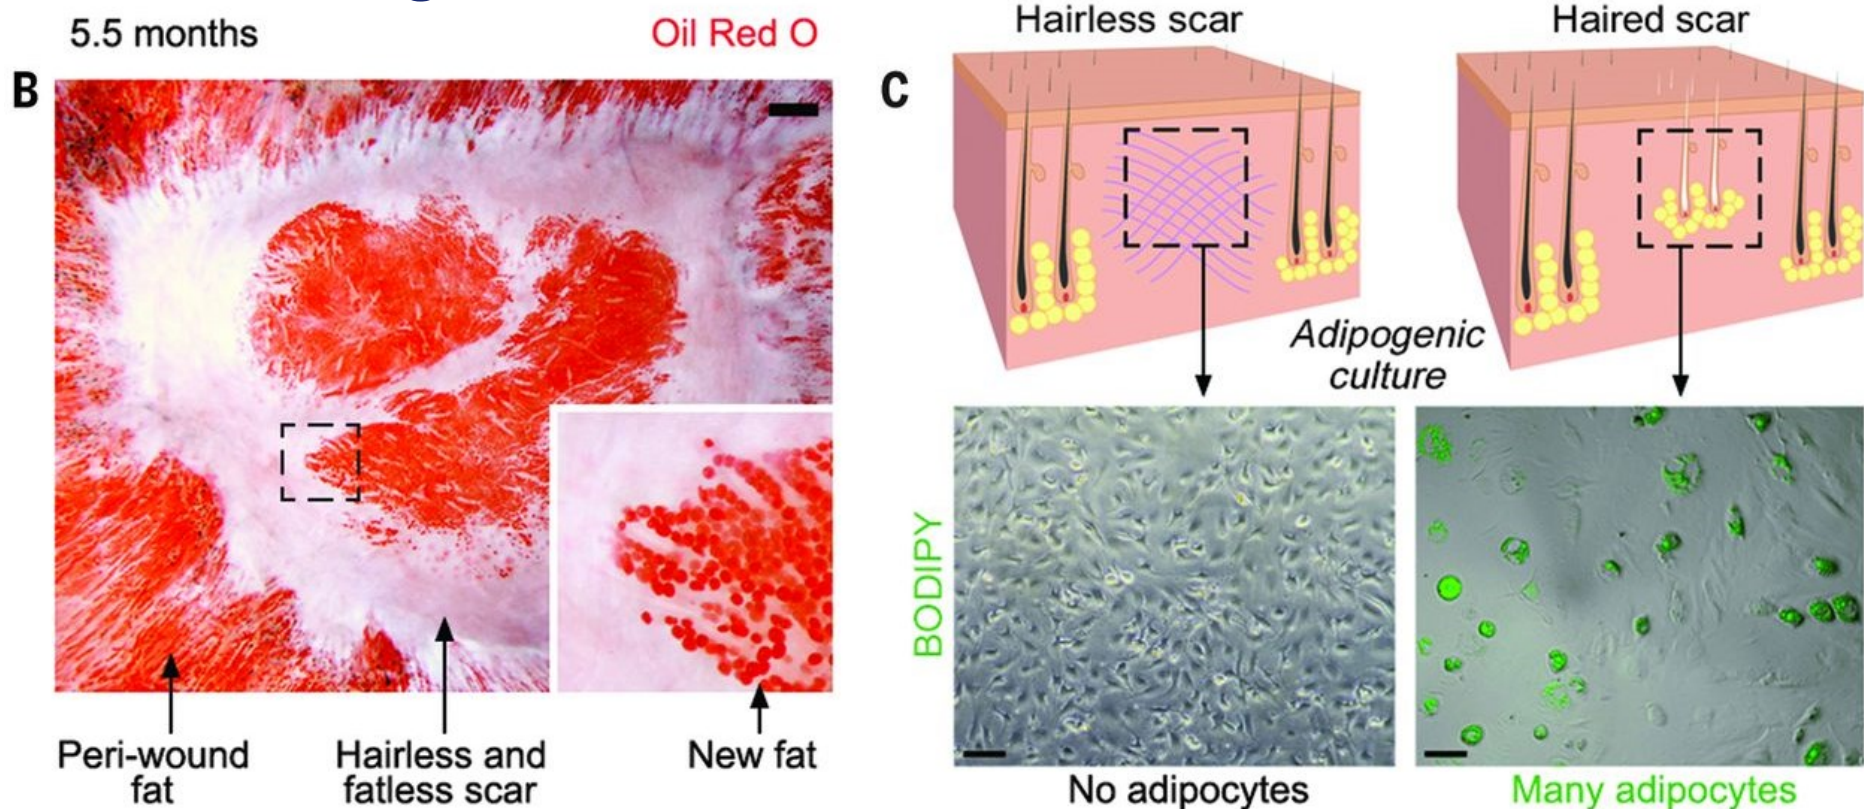 5.5 months
Oil Red O
B
Peri-wound
fat
Hairless and
fatless scar
New fat
C
Hairless scar
Haired scar
Adipogenic
culture
BODIPY
No adipocytes
Many adipocytes